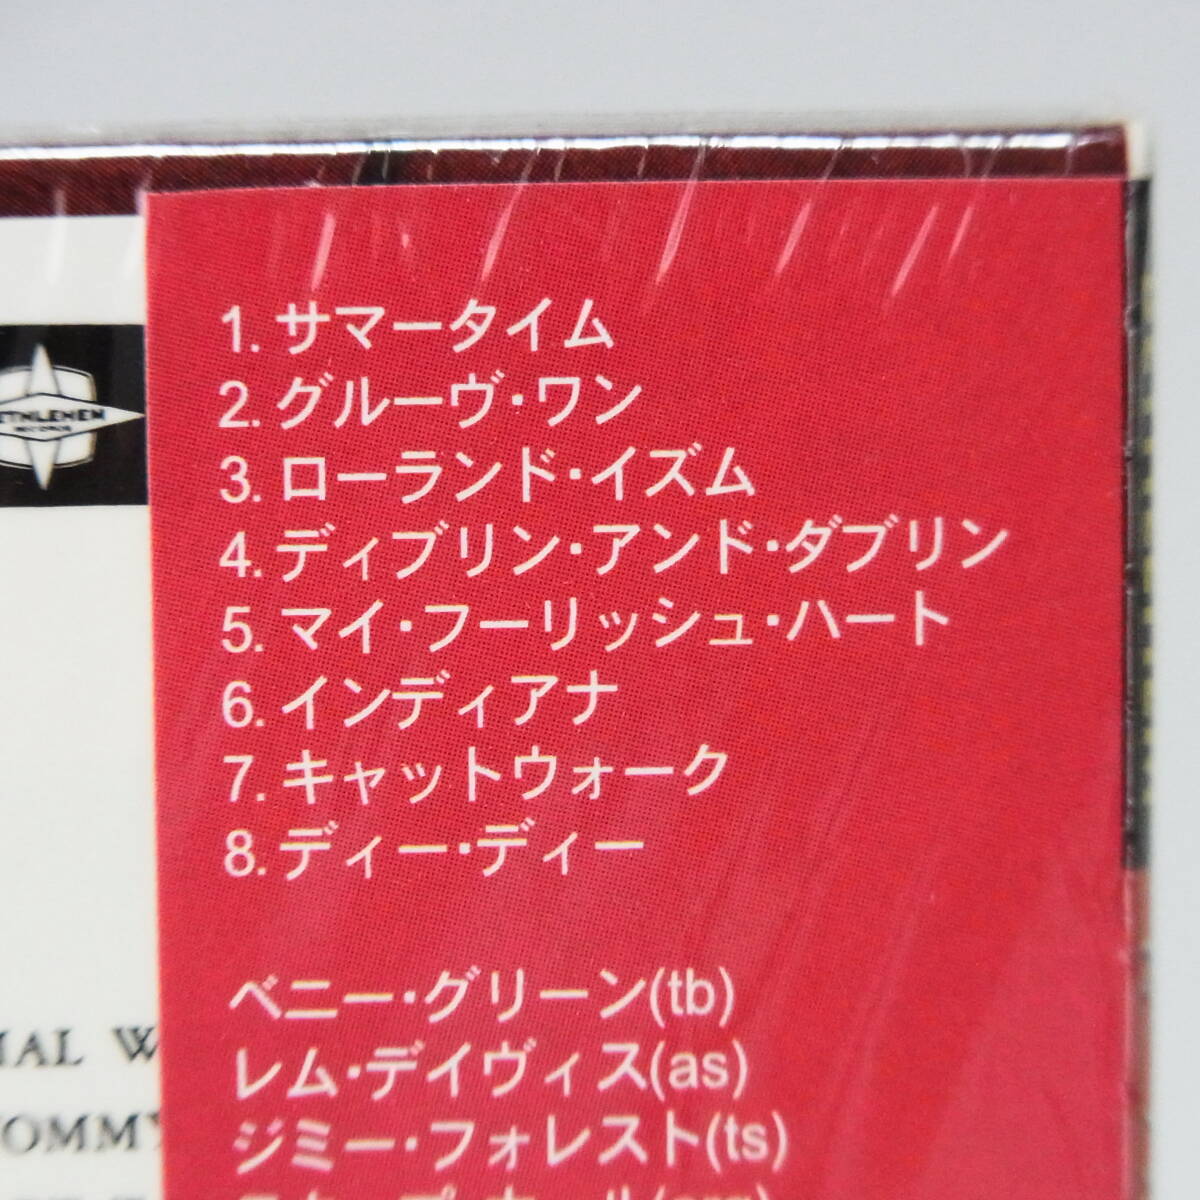 1. サマータイム
2. グルーヴ・ワン
3. ローランド・イズム
4. ディブリン・アンド・ダブリン
5. マイ・フーリッシュ・ハート
6. インディアナ
7. キャットウォーク
8. ディー・ディー
ベニー・グリーン(tb)
レム・デイヴィス(as)
ジミー・フォレスト(ts)